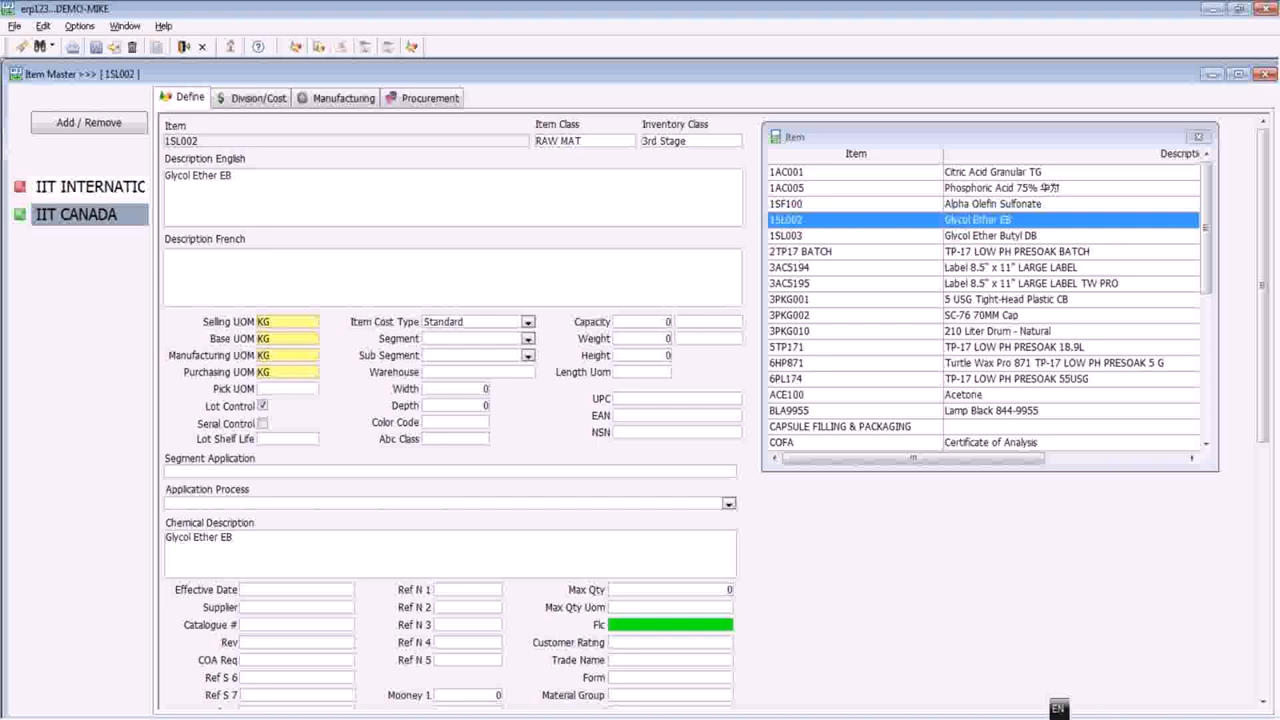 erp123...DEMO-MIKE
File Edit Options Window Help
Item Master >>> [ 1SL002 ]
Define Division/Cost Manufacturing Procurement
Add / Remove
IIT INTERNATIC
IIT CANADA
Item Item Class Inventory Class
1SL002 RAW MAT 3rd Stage
Description English
Glycol Ether EB
Description French
Selling UOM KG Item Cost Type Standard Capacity 0
Base UOM KG Segment Weight 0
Manufacturing UOM KG Sub Segment Height 0
Purchasing UOM KG Warehouse Length Uom
Pick UOM Width 0
Lot Control Depth 0 UPC
Serial Control Color Code EAN
Lot Shelf Life Abc Class NSN
Segment Application
Application Process
Chemical Description
Glycol Ether EB
Effective Date Ref N 1 Max Qty 0
Supplier Ref N 2 Max Qty Uom
Catalogue # Ref N 3 Flc
Rev Ref N 4 Customer Rating
COA Req Ref N 5 Trade Name
Ref S 6 Form
Ref S 7 Mooney 1 0 Material Group
Item
Item Descripti
1AC001 Citric Acid Granular TG
1AC005 Phosphoric Acid 75% 华为
1SF100 Alpha Olefin Sulfonate
1SL002 Glycol Ether EB
1SL003 Glycol Ether Butyl DB
2TP17 BATCH TP-17 LOW PH PRESOAK BATCH
3AC5194 Label 8.5" x 11" LARGE LABEL
3AC5195 Label 8.5" x 11" LARGE LABEL TW PRO
3PKG001 5 USG Tight-Head Plastic CB
3PKG002 SC-76 70MM Cap
3PKG010 210 Liter Drum - Natural
5TP171 TP-17 LOW PH PRESOAK 18.9L
6HP871 Turtle Wax Pro 871 TP-17 LOW PH PRESOAK 5 G
6PL174 TP-17 LOW PH PRESOAK 55USG
ACE100 Acetone
BLA9955 Lamp Black 844-9955
CAPSULE FILLING & PACKAGING
COFA Certificate of Analysis
EN